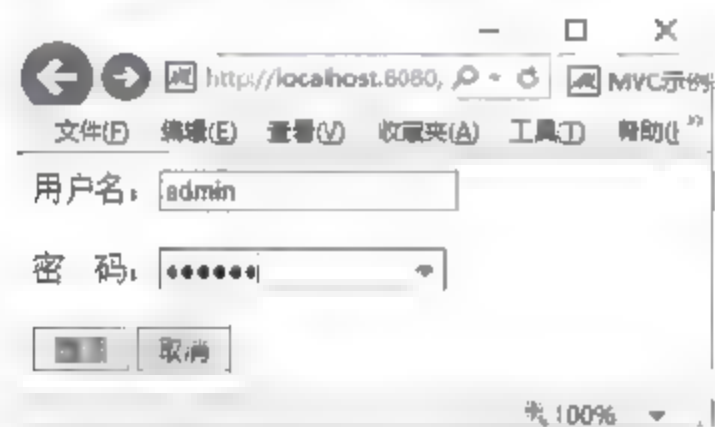 http://localhost:8080/ MVC示例
文件(F) 编辑(E) 查看(V) 收藏夹(A) 工具(T) 帮助(H
用户名: admin
密 码: ●●●●●●
取消
100%